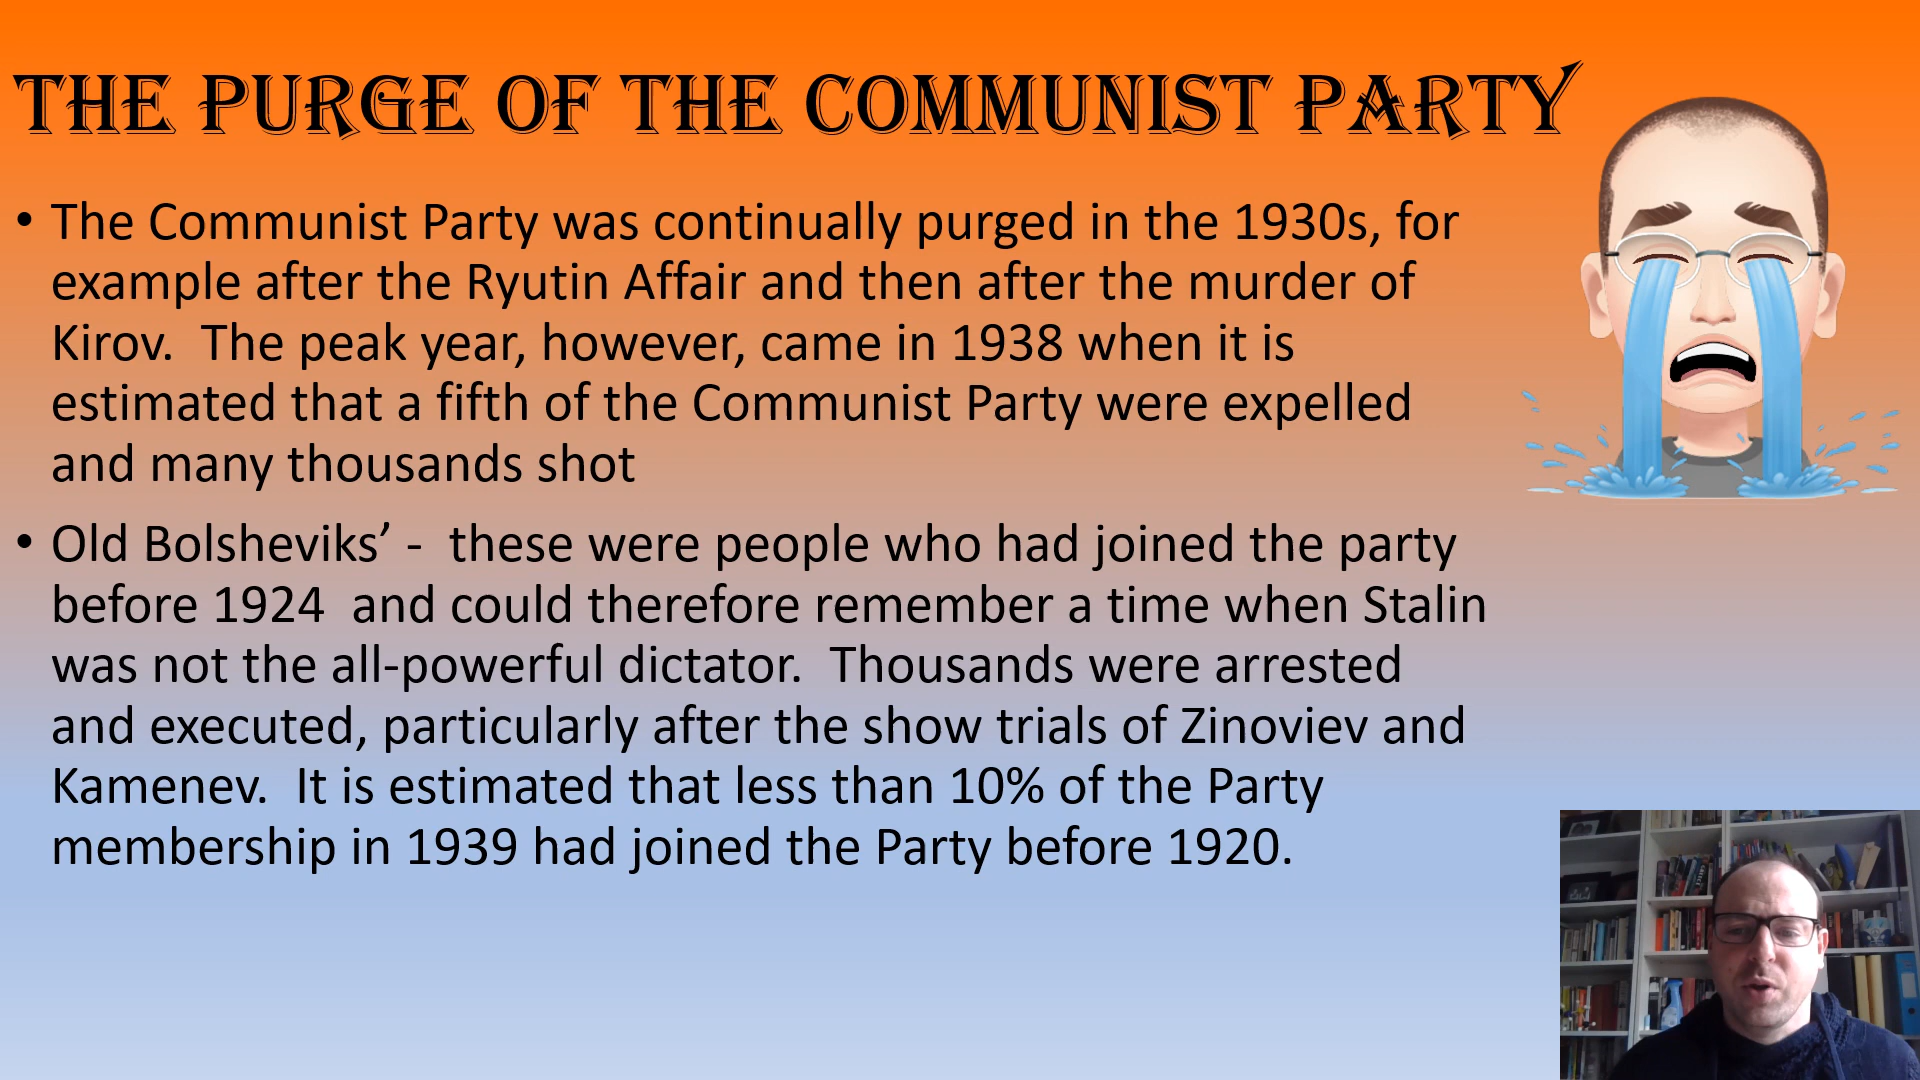 THE PURGE OF THE COMMUNIST PARTY
• The Communist Party was continually purged in the 1930s, for
example after the Ryutin Affair and then after the murder of
Kirov.  The peak year, however, came in 1938 when it is
estimated that a fifth of the Communist Party were expelled
and many thousands shot
• Old Bolsheviks’ -  these were people who had joined the party
before 1924  and could therefore remember a time when Stalin
was not the all-powerful dictator.  Thousands were arrested
and executed, particularly after the show trials of Zinoviev and
Kamenev.  It is estimated that less than 10% of the Party
membership in 1939 had joined the Party before 1920.